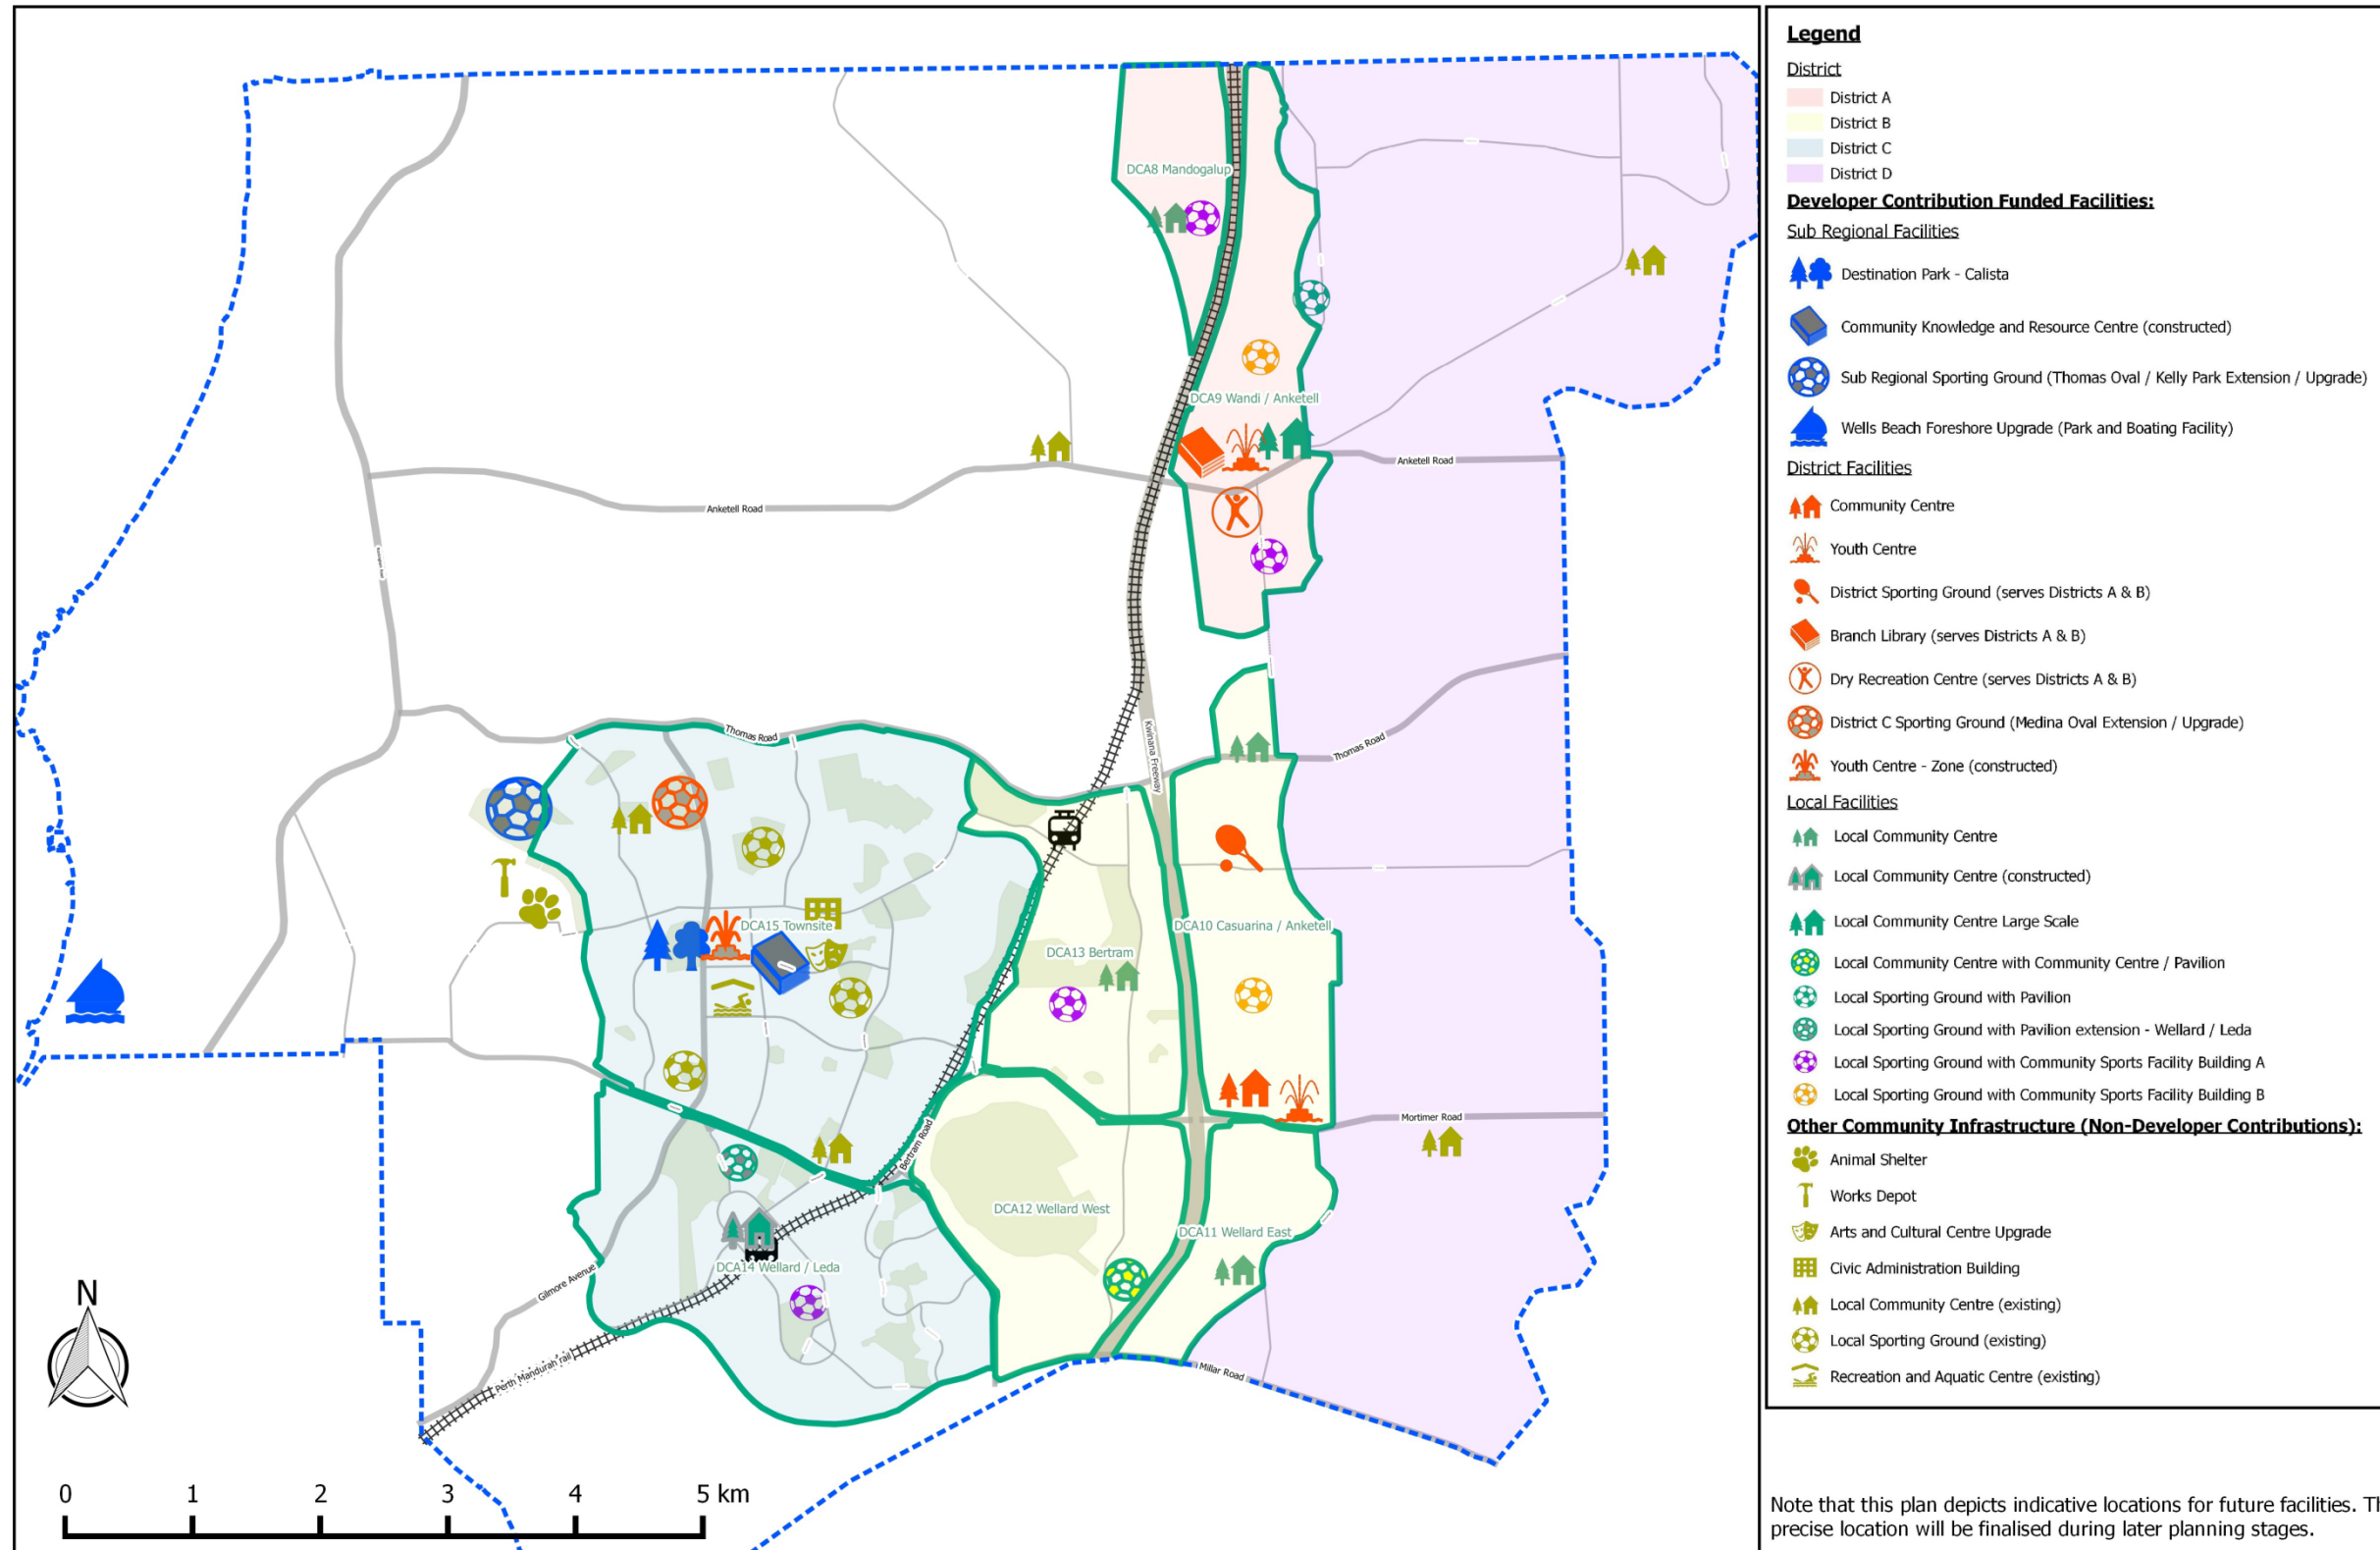 DCA8 Mandogalup
DCA9 Wandi / Anketell
Anketell Road
Anketell Road
Thomas Road
Kwinana Freeway
Thomas Road
DCA15 Townsite
DCA10 Casuarina / Anketell
DCA13 Bertram
Mortimer Road
Bertram Road
DCA12 Wellard West
DCA11 Wellard East
DCA14 Wellard / Leda
Gilmore Avenue
Perth Mandurah rail
Millar Road
N
0 1 2 3 4 5 km
Legend
District
District A
District B
District C
District D
Developer Contribution Funded Facilities:
Sub Regional Facilities
Destination Park - Calista
Community Knowledge and Resource Centre (constructed)
Sub Regional Sporting Ground (Thomas Oval / Kelly Park Extension / Upgrade)
Wells Beach Foreshore Upgrade (Park and Boating Facility)
District Facilities
Community Centre
Youth Centre
District Sporting Ground (serves Districts A & B)
Branch Library (serves Districts A & B)
Dry Recreation Centre (serves Districts A & B)
District C Sporting Ground (Medina Oval Extension / Upgrade)
Youth Centre - Zone (constructed)
Local Facilities
Local Community Centre
Local Community Centre (constructed)
Local Community Centre Large Scale
Local Community Centre with Community Centre / Pavilion
Local Sporting Ground with Pavilion
Local Sporting Ground with Pavilion extension - Wellard / Leda
Local Sporting Ground with Community Sports Facility Building A
Local Sporting Ground with Community Sports Facility Building B
Other Community Infrastructure (Non-Developer Contributions):
Animal Shelter
Works Depot
Arts and Cultural Centre Upgrade
Civic Administration Building
Local Community Centre (existing)
Local Sporting Ground (existing)
Recreation and Aquatic Centre (existing)
Note that this plan depicts indicative locations for future facilities.
precise location will be finalised during later planning stages.